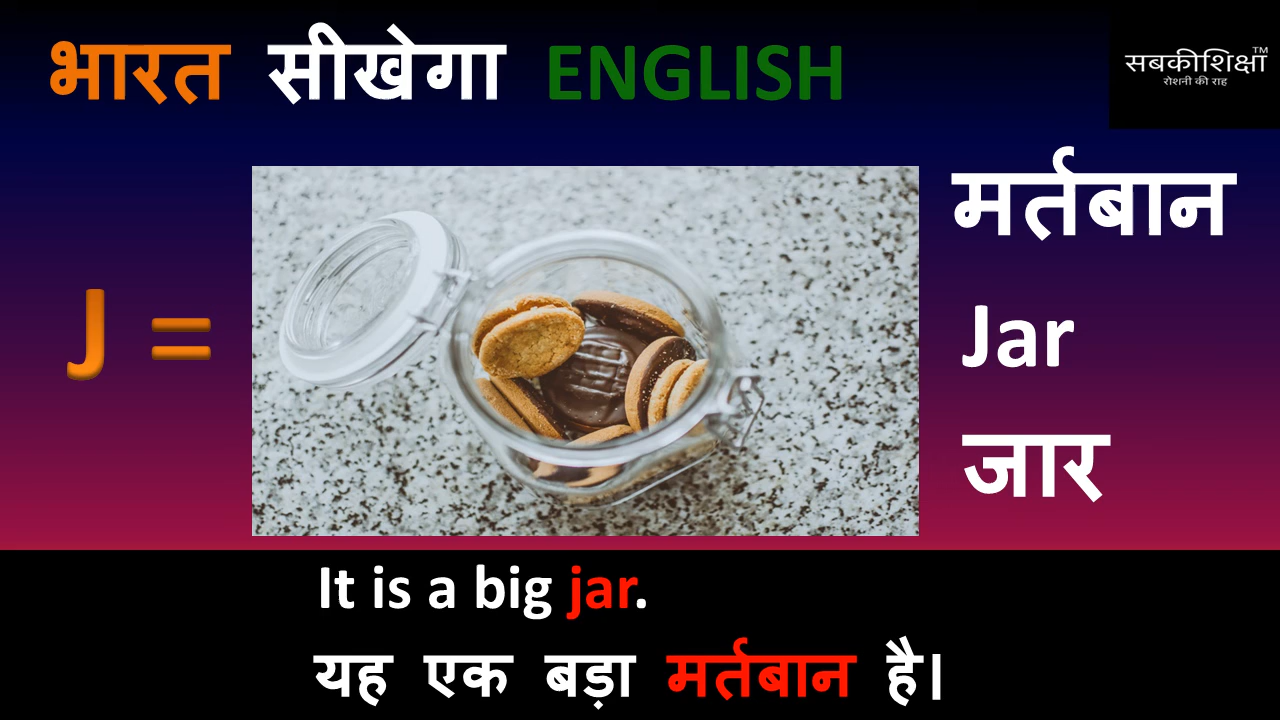 भारत सीखेगा ENGLISH
सबकीशिक्षा™
रोशनी की राह
J =
मर्तबान
Jar
जार
It is a big jar.
यह एक बड़ा मर्तबान है।